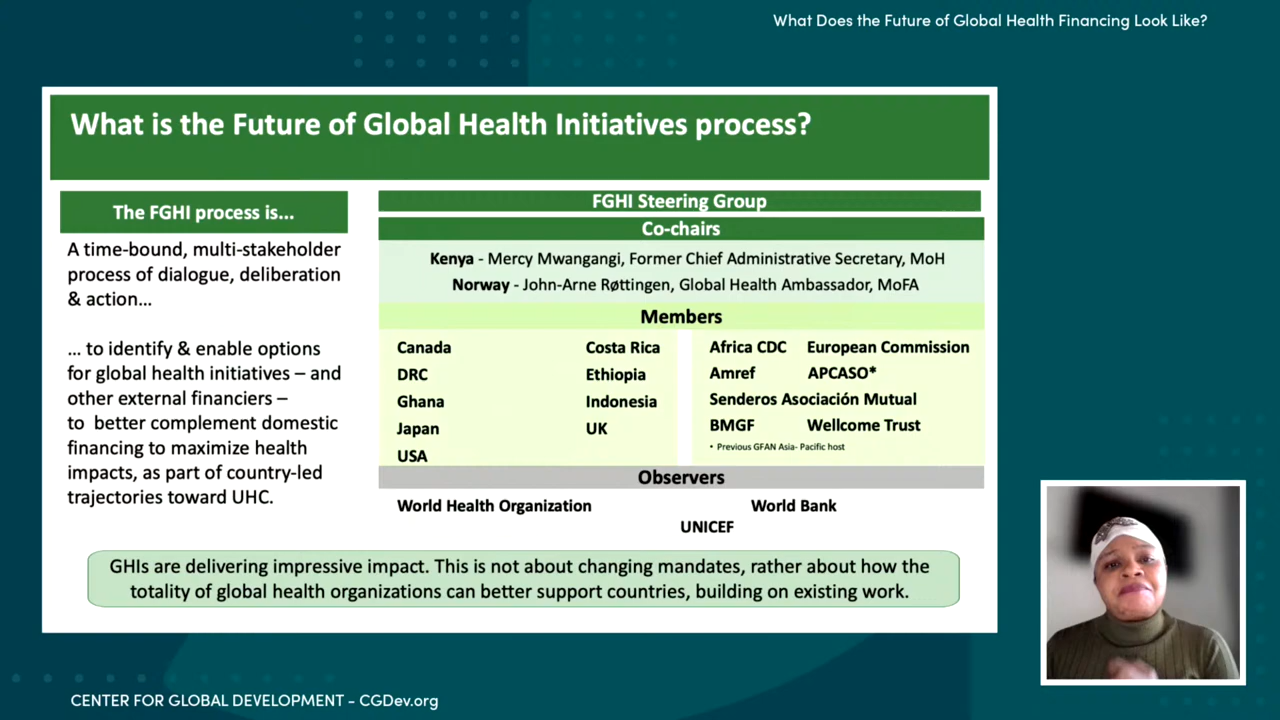 What Does the Future of Global Health Financing Look Like?
What is the Future of Global Health Initiatives process?
The FGHI process is...
A time-bound, multi-stakeholder
process of dialogue, deliberation
& action...
... to identify & enable options
for global health initiatives – and
other external financiers –
to better complement domestic
financing to maximize health
impacts, as part of country-led
trajectories toward UHC.
FGHI Steering Group
Co-chairs
Kenya - Mercy Mwangangi, Former Chief Administrative Secretary, MoH
Norway - John-Arne Røttingen, Global Health Ambassador, MoFA
Members
Canada Costa Rica
DRC Ethiopia
Ghana Indonesia
Japan UK
USA
Africa CDC European Commission
Amref APCASO*
Senderos Asociación Mutual
BMGF Wellcome Trust
• Previous GFAN Asia- Pacific host
Observers
World Health Organization World Bank
UNICEF
GHIs are delivering impressive impact. This is not about changing mandates, rather about how the
totality of global health organizations can better support countries, building on existing work.
CENTER FOR GLOBAL DEVELOPMENT - CGDev.org